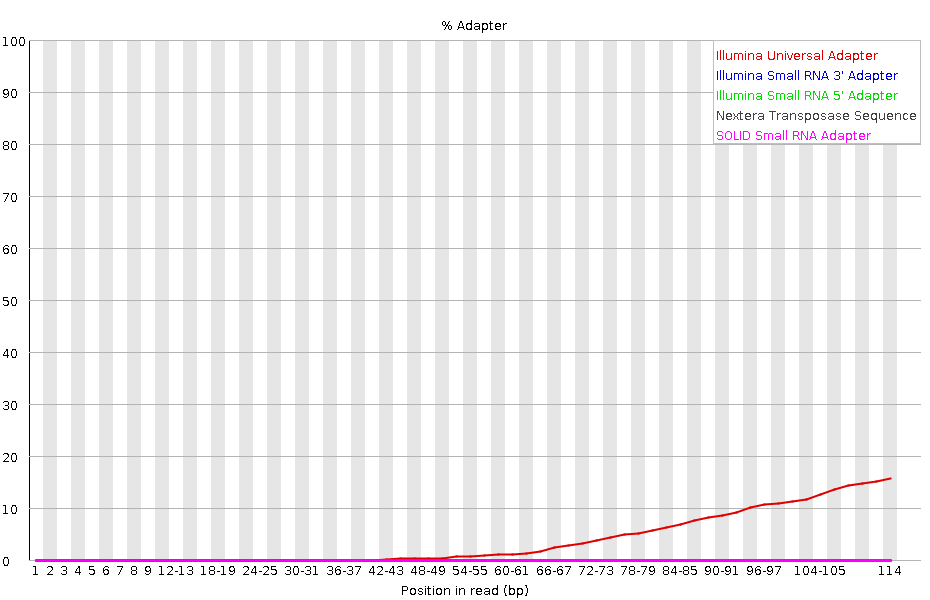 % Adapter
100
90
80
70
60
50
40
30
20
10
0
Illumina Universal Adapter
Illumina Small RNA 3' Adapter
Illumina Small RNA 5' Adapter
Nextera Transposase Sequence
SOLID Small RNA Adapter
1 2 3 4 5 6 7 8 9 12-13 18-19 24-25 30-31 36-37 42-43 48-49 54-55 60-61 66-67 72-73 78-79 84-85 90-91 96-97 104-105 114
Position in read (bp)